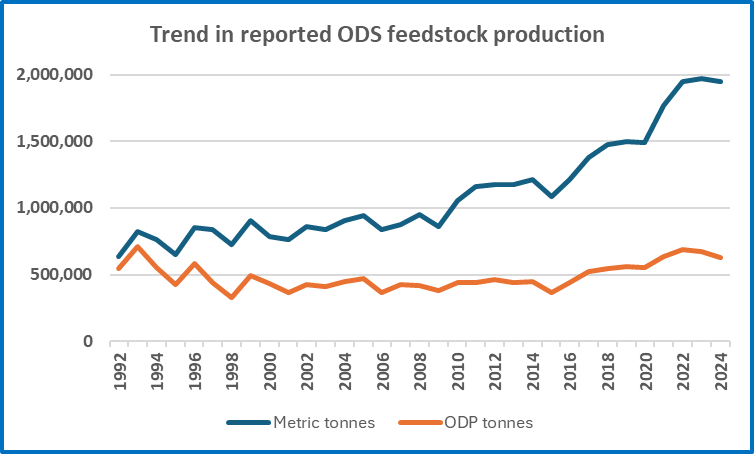 Trend in reported ODS feedstock production
2,000,000
1,500,000
1,000,000
500,000
0
1992 1994 1996 1998 2000 2002 2004 2006 2008 2010 2012 2014 2016 2018 2020 2022 2024
Metric tonnes ODP tonnes